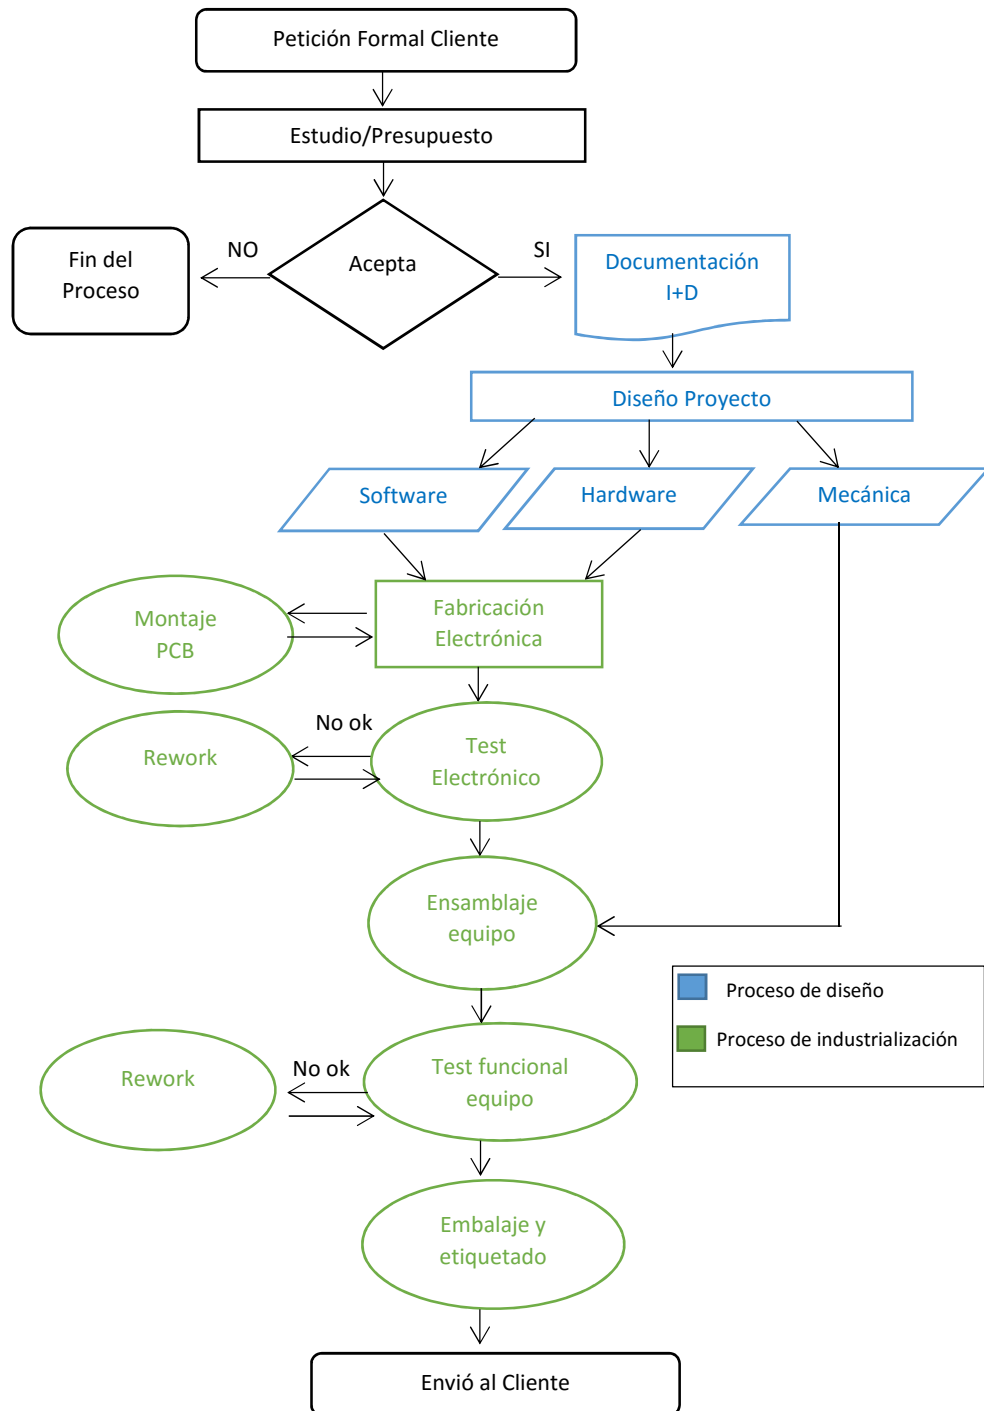 Petición Formal Cliente
Estudio/Presupuesto
Acepta
NO
SI
Fin del
Proceso
Documentación
I+D
Diseño Proyecto
Software
Hardware
Mecánica
Fabricación
Electrónica
Montaje
PCB
No ok
Rework
Test
Electrónico
Ensamblaje
equipo
Proceso de diseño
Proceso de industrialización
Test funcional
equipo
No ok
Rework
Embalaje y
etiquetado
Envió al Cliente